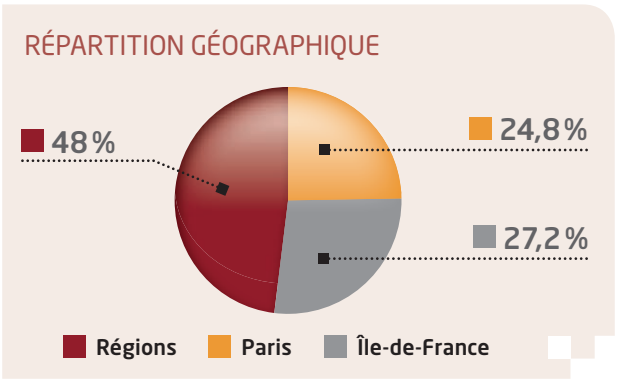 RÉPARTITION GÉOGRAPHIQUE
48 %
24,8 %
27,2 %
Régions Paris Île-de-France